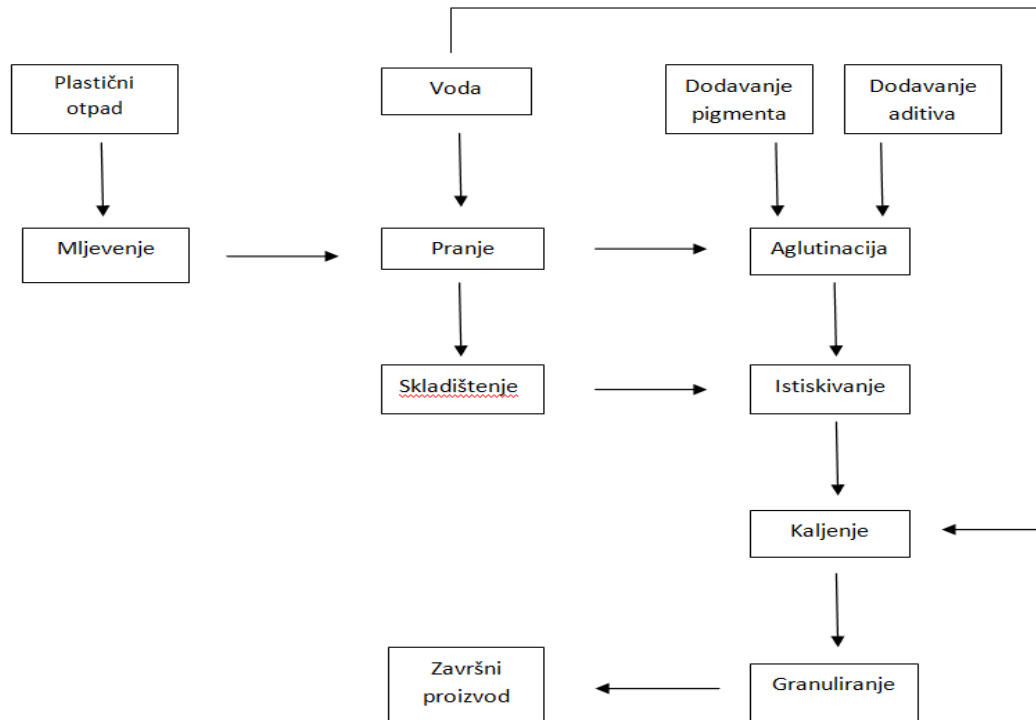 Plastični
otpad
Voda
Dodavanje
pigmenta
Dodavanje
aditiva
Mljevenje
Pranje
Aglutinacija
Skladištenje
Istiskivanje
Kaljenje
Završni
proizvod
Granuliranje